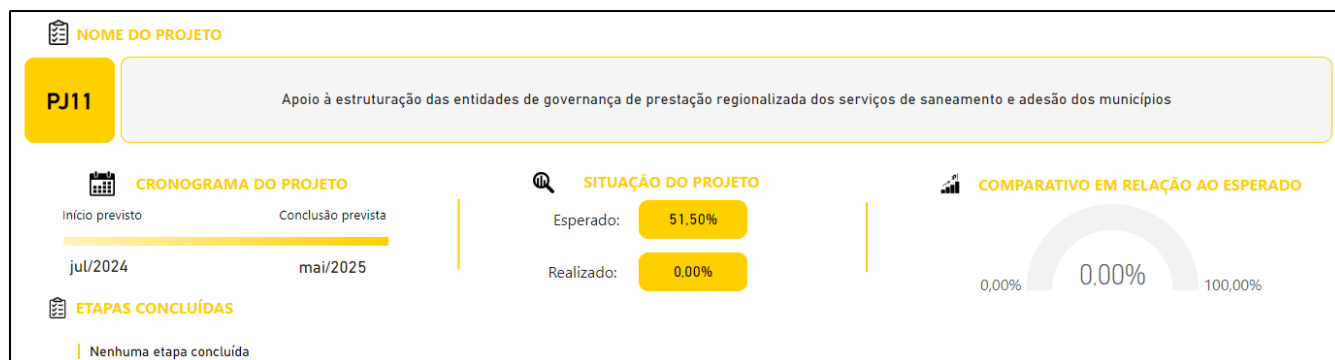 NOME DO PROJETO
PJ11
Apoio à estruturação das entidades de governança de prestação regionalizada dos serviços de saneamento e adesão dos municípios
CRONOGRAMA DO PROJETO
Início previsto
Conclusão prevista
jul/2024
mai/2025
SITUAÇÃO DO PROJETO
Esperado: 51,50%
Realizado: 0,00%
COMPARATIVO EM RELAÇÃO AO ESPERADO
0,00%
0,00%
100,00%
ETAPAS CONCLUÍDAS
Nenhuma etapa concluída